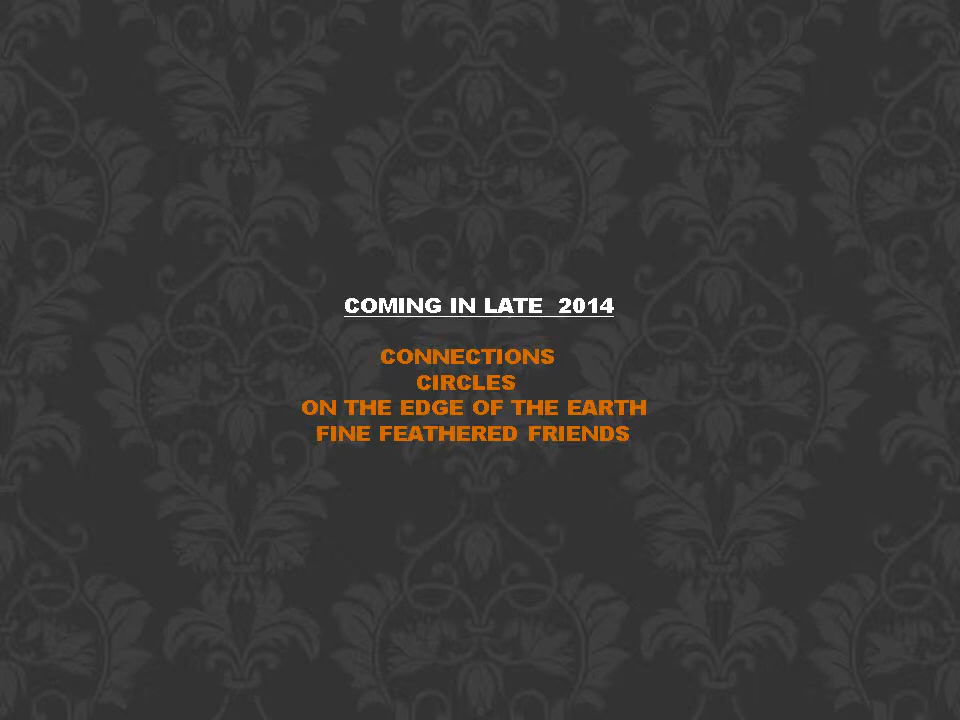 COMING IN LATE  2014
CONNECTIONS
CIRCLES
ON THE EDGE OF THE EARTH
FINE FEATHERED FRIENDS